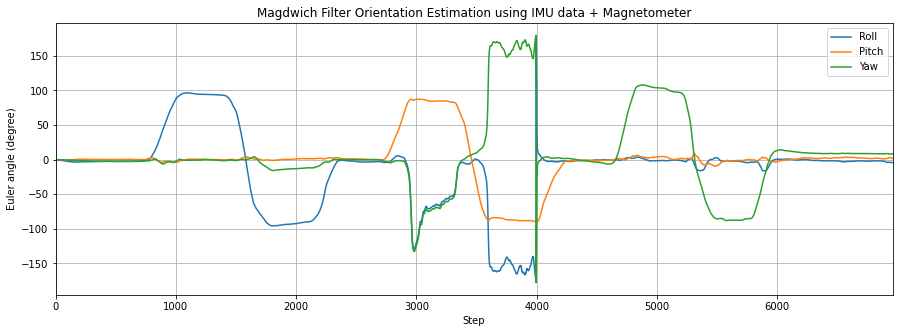 Magdwich Filter Orientation Estimation using IMU data + Magnetometer
Euler angle (degree)
150
100
50
0
−50
−100
−150
0
1000
2000
3000
4000
5000
6000
Step
Roll
Pitch
Yaw